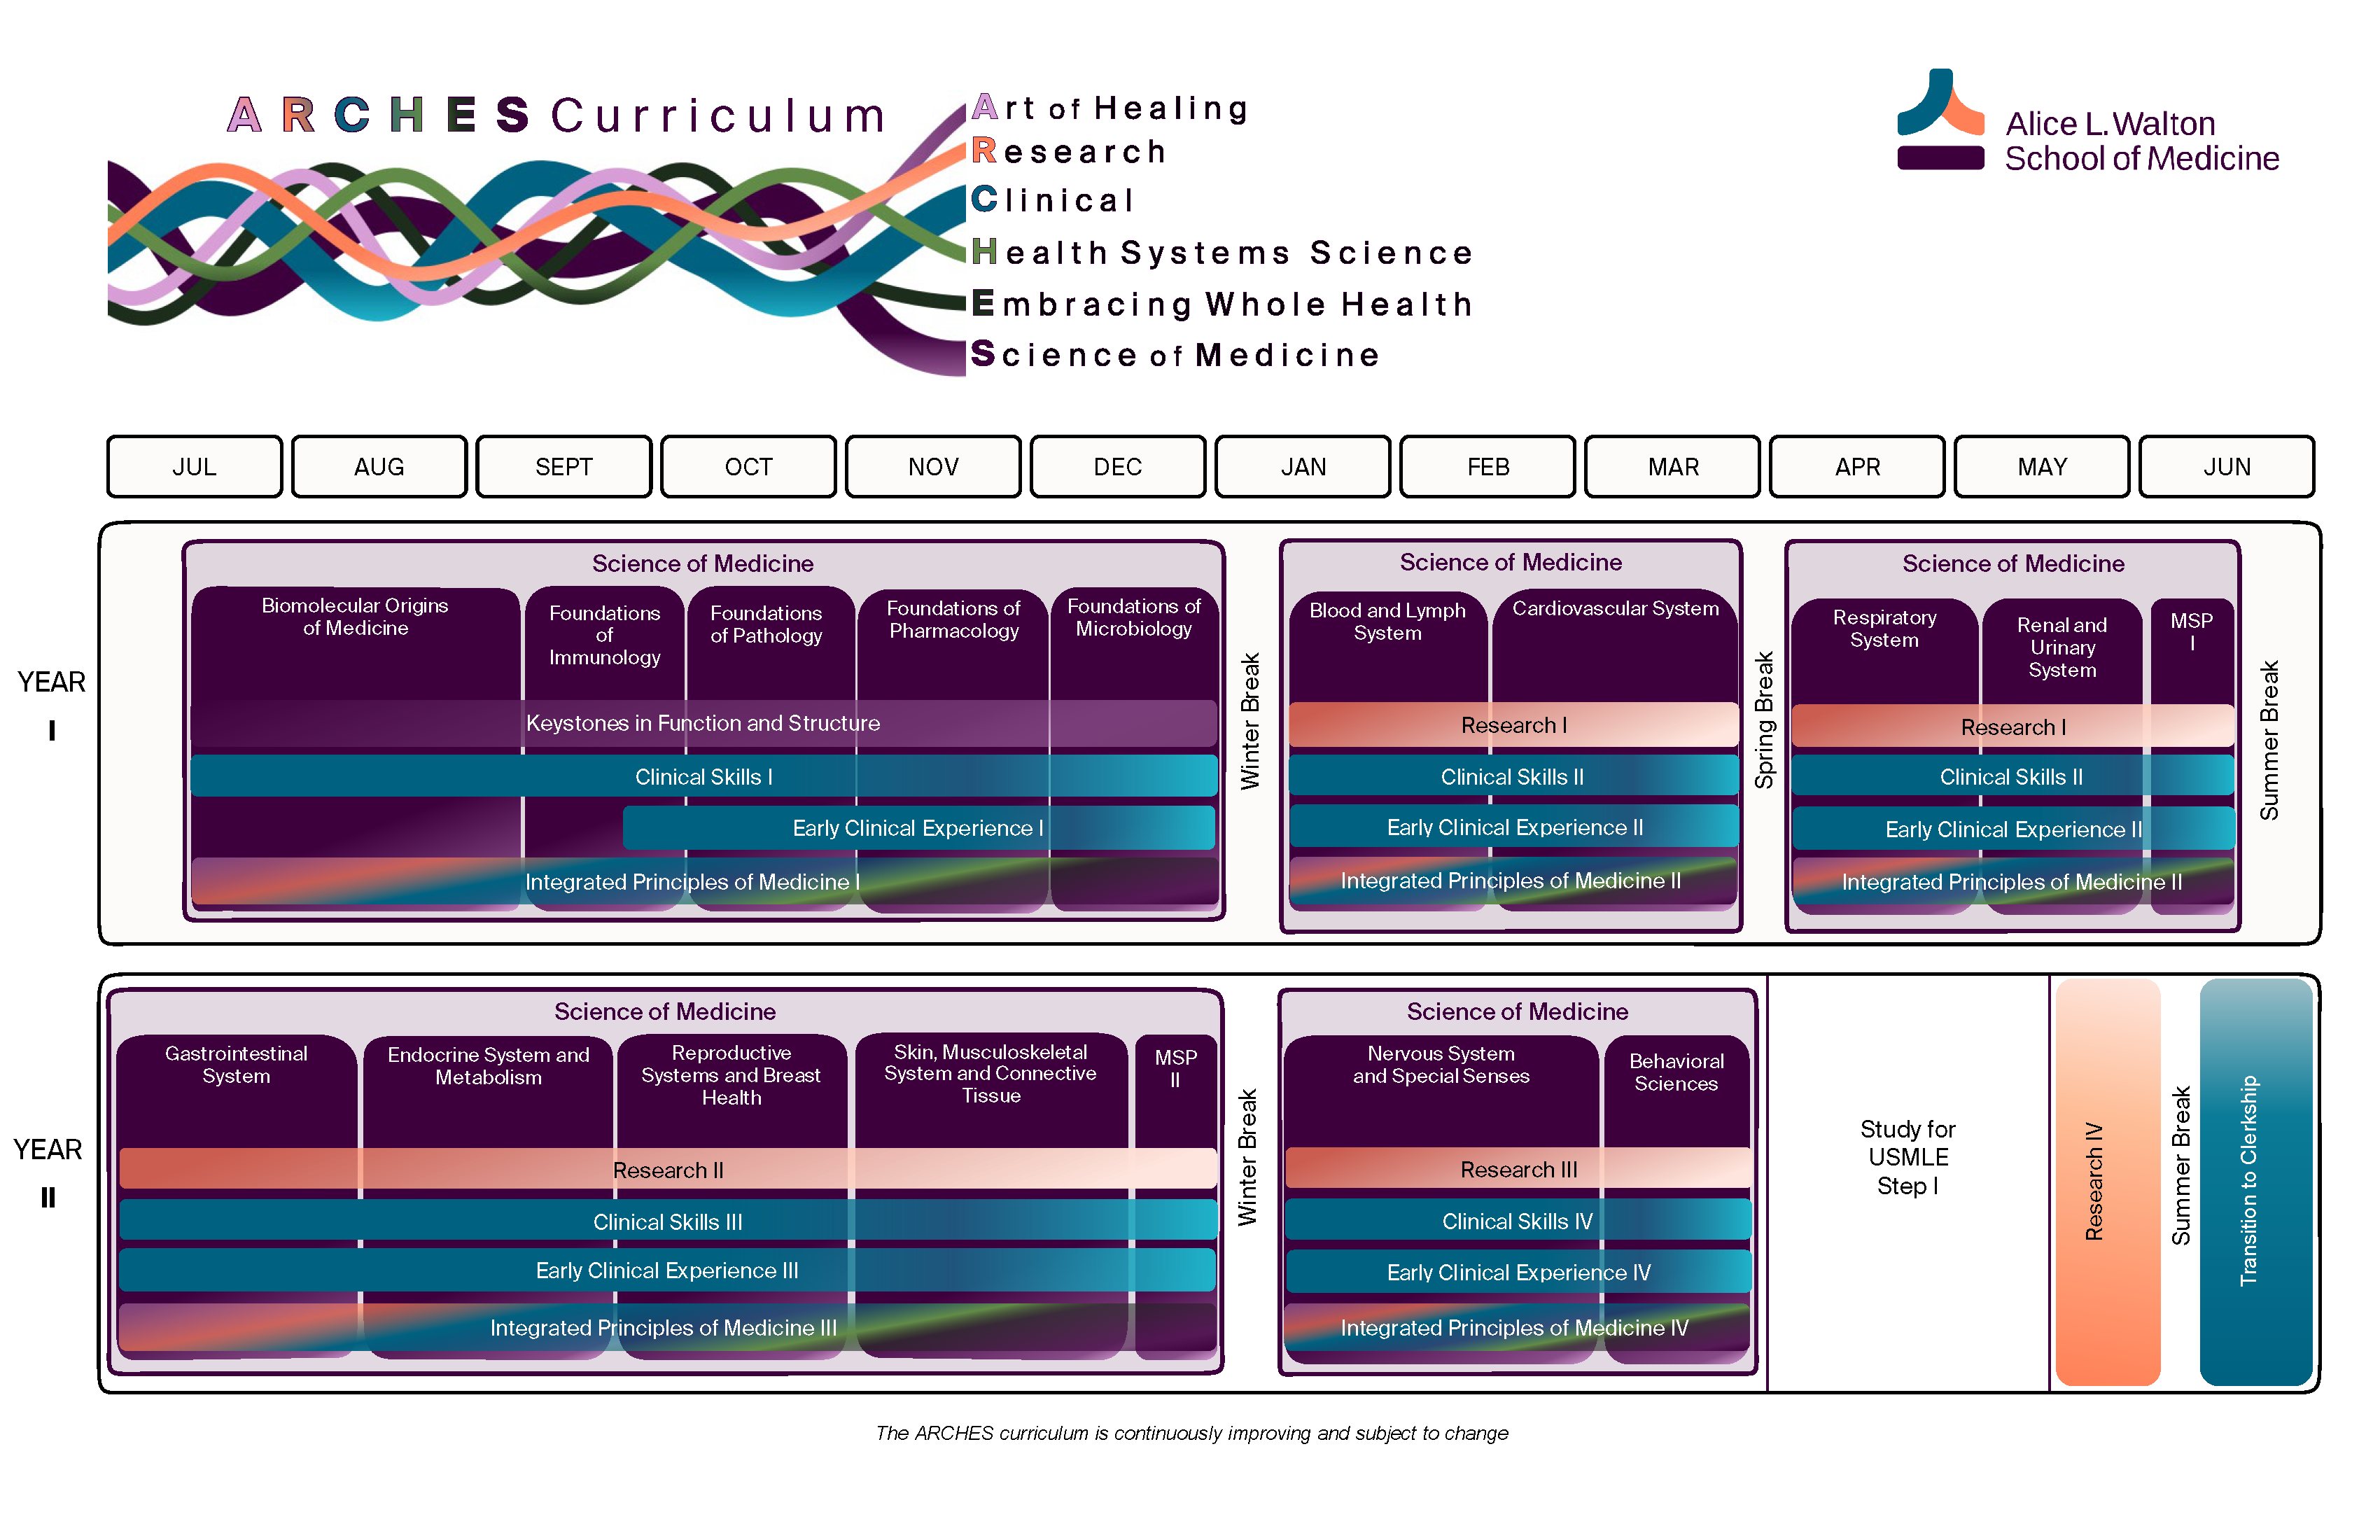 ARCHES Curriculum
Art of Healing
Research
Clinical
Health Systems Science
Embracing Whole Health
Science of Medicine
Alice L. Walton
School of Medicine
JUL
AUG
SEPT
OCT
NOV
DEC
JAN
FEB
MAR
APR
MAY
JUN
YEAR
I
Science of Medicine
Biomolecular Origins
of Medicine
Foundations
of
Immunology
Foundations
of Pathology
Foundations of
Pharmacology
Foundations of
Microbiology
Keystones in Function and Structure
Clinical Skills I
Early Clinical Experience I
Integrated Principles of Medicine I
Winter Break
Science of Medicine
Blood and Lymph
System
Cardiovascular System
Research I
Clinical Skills II
Early Clinical Experience II
Integrated Principles of Medicine II
Spring Break
Science of Medicine
Respiratory
System
Renal and
Urinary
System
MSP
I
Research I
Clinical Skills II
Early Clinical Experience II
Integrated Principles of Medicine II
Summer Break
YEAR
II
Science of Medicine
Gastrointestinal
System
Endocrine System and
Metabolism
Reproductive
Systems and Breast
Health
Skin, Musculoskeletal
System and Connective
Tissue
MSP
II
Research II
Clinical Skills III
Early Clinical Experience III
Integrated Principles of Medicine III
Winter Break
Science of Medicine
Nervous System
and Special Senses
Behavioral
Sciences
Research III
Clinical Skills IV
Early Clinical Experience IV
Integrated Principles of Medicine IV
Study for
USMLE
Step I
Research IV
Summer Break
Transition to Clerkship
The ARCHES curriculum is continuously improving and subject to change